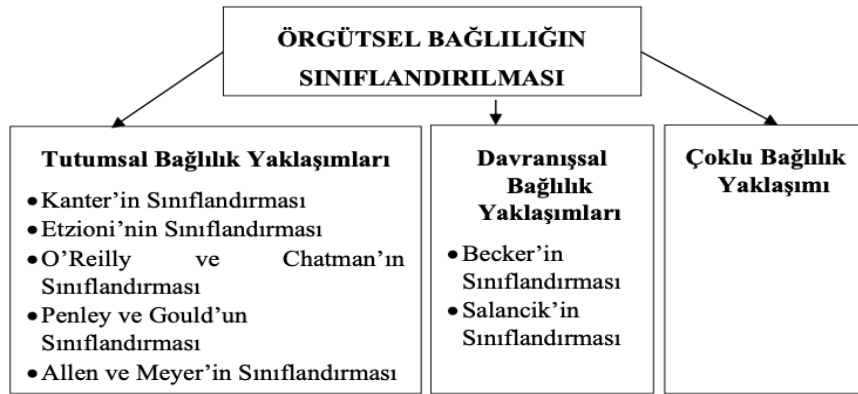 ÖRGÜTSEL BAĞLILIĞIN
SINIFLANDIRILMASI
Tutumsal Bağlılık Yaklaşımları
•Kanter’in Sınıflandırması
•Etzioni’nin Sınıflandırması
•O’Reilly ve Chatman’ın
Sınıflandırması
•Penley ve Gould’un
Sınıflandırması
•Allen ve Meyer’in Sınıflandırması
Davranışsal
Bağlılık
Yaklaşımları
•Becker’in
Sınıflandırması
•Salancik’in
Sınıflandırması
Çoklu Bağlılık
Yaklaşımı